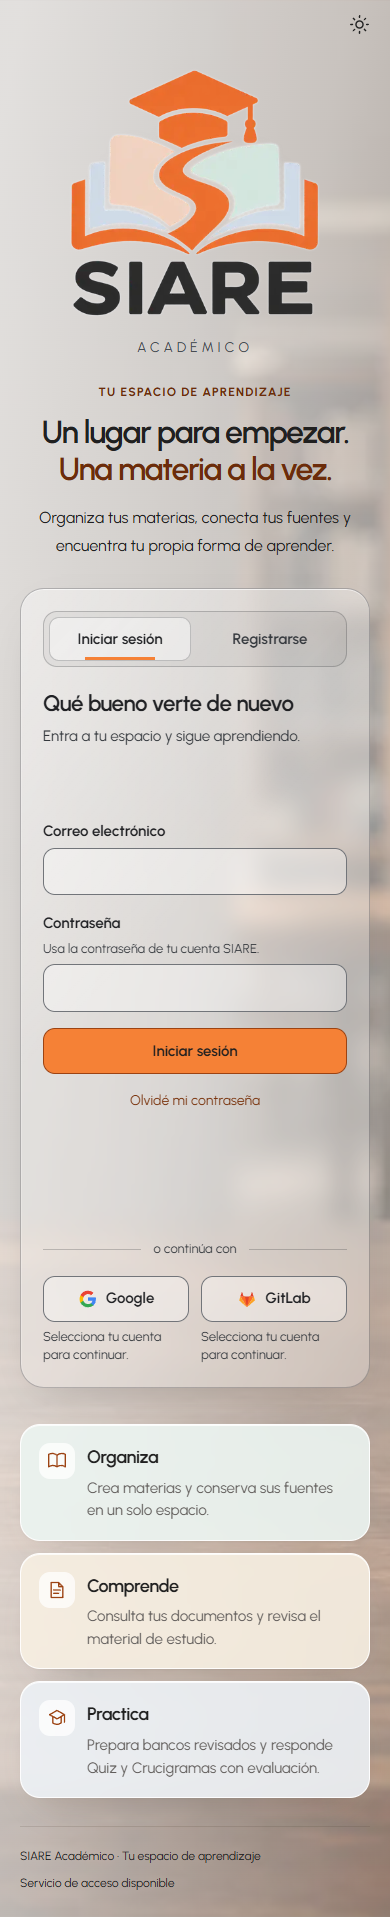 SIARE
ACADÉMICO
TU ESPACIO DE APRENDIZAJE
Un lugar para empezar.
Una materia a la vez.
Organiza tus materias, conecta tus fuentes y
encuentra tu propia forma de aprender.
Iniciar sesión
Registrarse
Qué bueno verte de nuevo
Entra a tu espacio y sigue aprendiendo.
Correo electrónico
Contraseña
Usa la contraseña de tu cuenta SIARE.
Iniciar sesión
Olvidé mi contraseña
o continúa con
Google
GitLab
Selecciona tu cuenta
para continuar.
Selecciona tu cuenta
para continuar.
Organiza
Crea materias y conserva sus fuentes
en un solo espacio.
Comprende
Consulta tus documentos y revisa el
material de estudio.
Practica
Prepara bancos revisados y responde
Quiz y Crucigramas con evaluación.
SIARE Académico · Tu espacio de aprendizaje
Servicio de acceso disponible